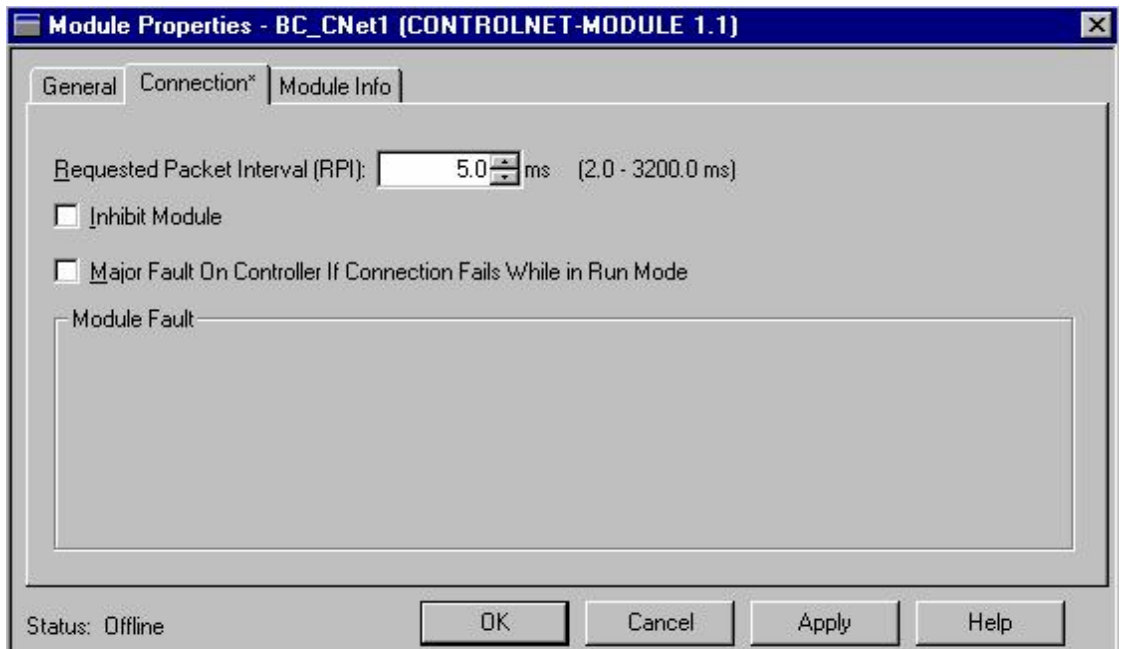 Module Properties - BC_CNet1 (CONTROLNET-MODULE 1.1)
General Connection* Module Info
Requested Packet Interval (RPI): 5.0 ms (2.0 - 3200.0 ms)
Inhibit Module
Major Fault On Controller If Connection Fails While in Run Mode
Module Fault
Status: Offline OK Cancel Apply Help